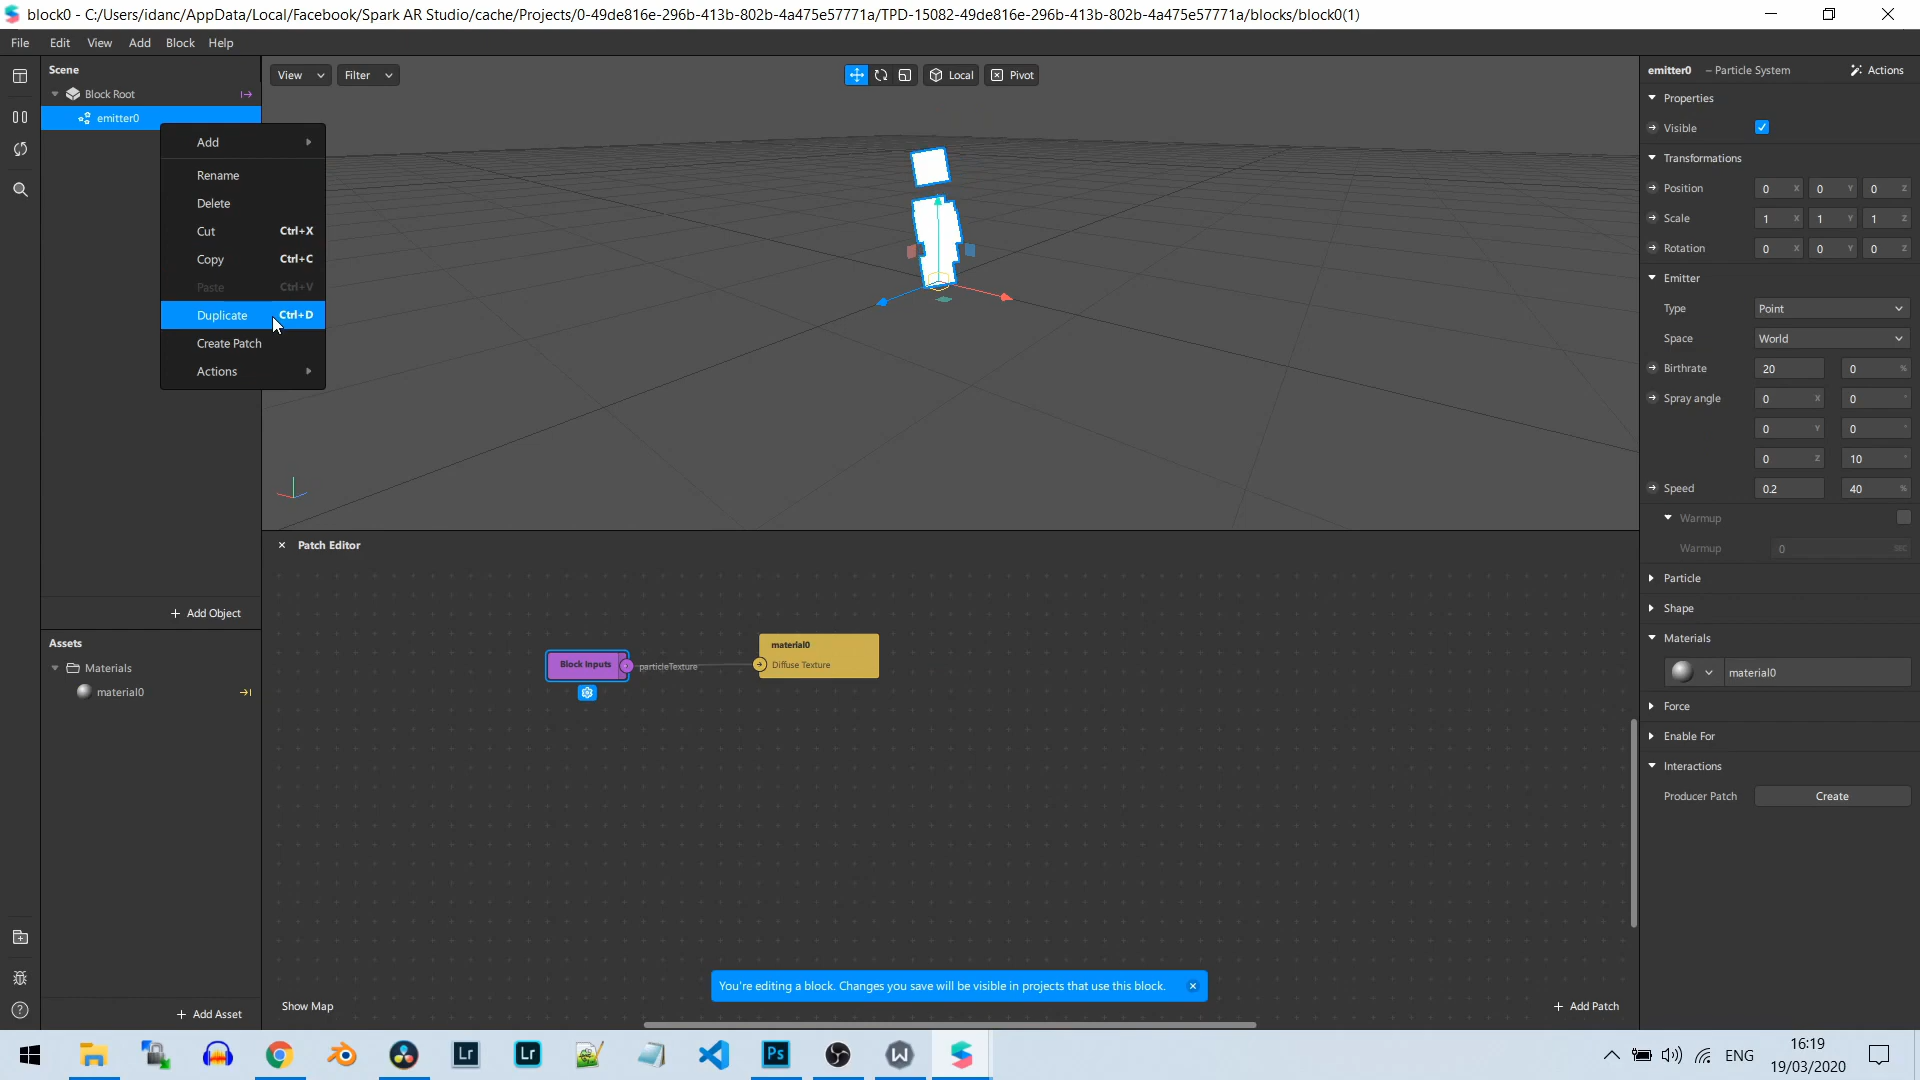 block0 - C:/Users/idanc/AppData/Local/Facebook/Spark AR Studio/cache/Projects/0-49de816e-296b-413b-802b-4a475e57771a/TPD-15082-49de816e-296b-413b-802b-4a475e57771a/blocks/block0(1)
File Edit View Add Block Help
Scene
Block Root
emitter0
Add
Rename
Delete
Cut Ctrl+X
Copy Ctrl+C
Paste Ctrl+V
Duplicate Ctrl+D
Create Patch
Actions
+ Add Object
Assets
Materials
material0
+ Add Asset
View Filter
Local Pivot
× Patch Editor
Block Inputs particleTexture
material0
Diffuse Texture
You're editing a block. Changes you save will be visible in projects that use this block. ×
Show Map
+ Add Patch
emitter0 – Particle System Actions
Properties
Visible
Transformations
Position 0 X 0 Y 0 Z
Scale 1 X 1 Y 1 Z
Rotation 0 X 0 Y 0 Z
Emitter
Type Point
Space World
Birthrate 20 0 %
Spray angle 0 X 0 °
0 Y 0 °
0 Z 10 °
Speed 0.2 40 %
Warmup
Warmup 0 SEC
Particle
Shape
Materials
material0
Force
Enable For
Interactions
Producer Patch Create
Lr Lr Ps ENG 16:19
19/03/2020